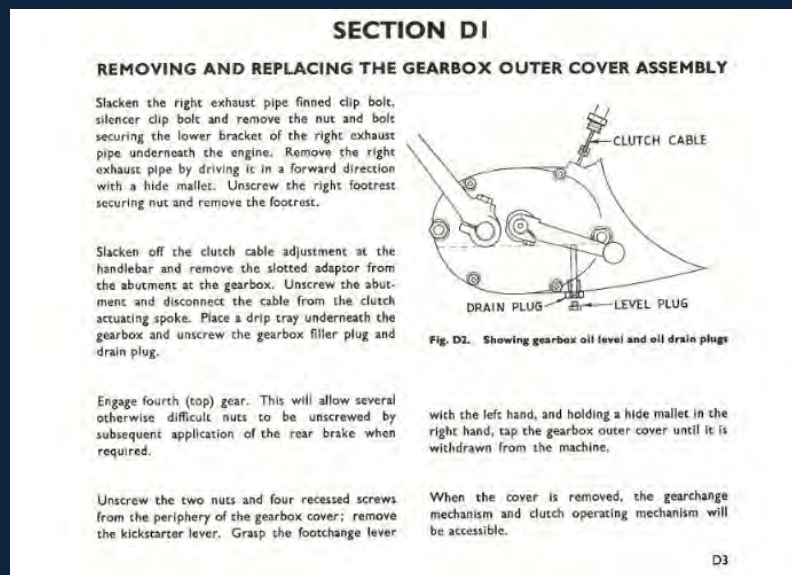 SECTION D1
REMOVING AND REPLACING THE GEARBOX OUTER COVER ASSEMBLY
Slacken the right exhaust pipe finned clip bolt,
silencer clip bolt and remove the nut and bolt
securing the lower bracket of the right exhaust
pipe underneath the engine. Remove the right
exhaust pipe by driving it in a forward direction
with a hide mallet. Unscrew the right footrest
securing nut and remove the footrest.
Slacken off the clutch cable adjustment at the
handlebar and remove the slotted adaptor from
the abutment at the gearbox. Unscrew the abut-
ment and disconnect the cable from the clutch
actuating spoke. Place a drip tray underneath the
gearbox and unscrew the gearbox filler plug and
drain plug.
Engage fourth (top) gear. This will allow several
otherwise difficult nuts to be unscrewed by
subsequent application of the rear brake when
required.
Unscrew the two nuts and four recessed screws
from the periphery of the gearbox cover; remove
the kickstarter lever. Grasp the footchange lever
CLUTCH CABLE
DRAIN PLUG
LEVEL PLUG
Fig. D2. Showing gearbox oil level and oil drain plugs
with the left hand, and holding a hide mallet in the
right hand, tap the gearbox outer cover until it is
withdrawn from the machine.
When the cover is removed, the gearchange
mechanism and clutch operating mechanism will
be accessible.
D3